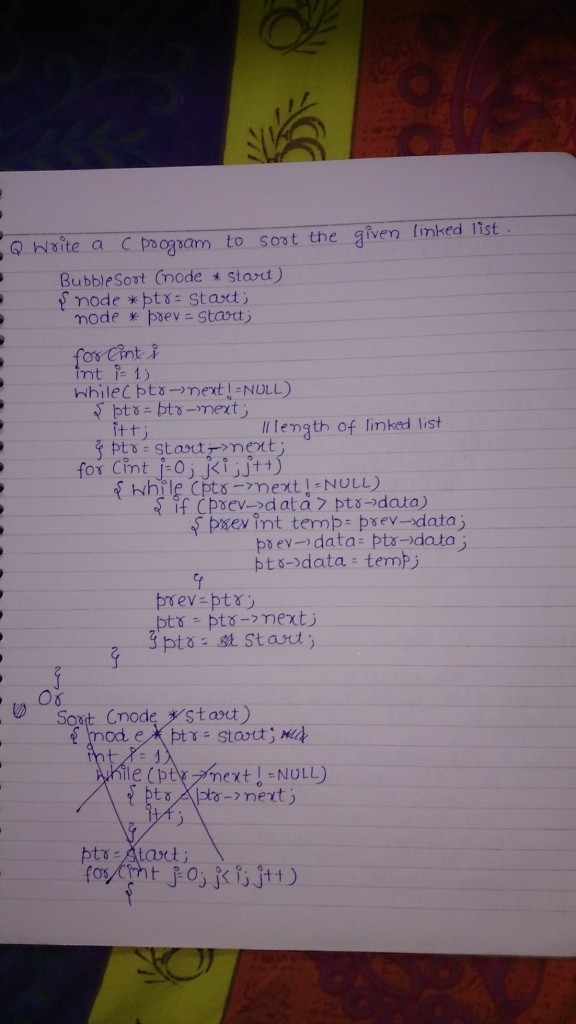 Q Write a C program to sort the given linked list.
BubbleSort (node * start)
{ node *ptr = start;
node * prev = start;
for (int i
int i = 1;
while (ptr->next != NULL)
{ ptr = ptr->next;
i++; // length of linked list
} ptr = start->next;
for (int j=0; j<i; j++)
{ while (ptr->next != NULL)
{ if (prev->data > ptr->data)
{ prev int temp = prev->data;
prev->data = ptr->data;
ptr->data = temp;
}
prev = ptr;
ptr = ptr->next;
} ptr = start;
}
}
Or
Sort (node * start)
{ node * ptr = start;
int i = 1;
while (ptr->next != NULL)
{ ptr = ptr->next;
i++;
}
ptr = start;
for (int j=0; j<i; j++)
{